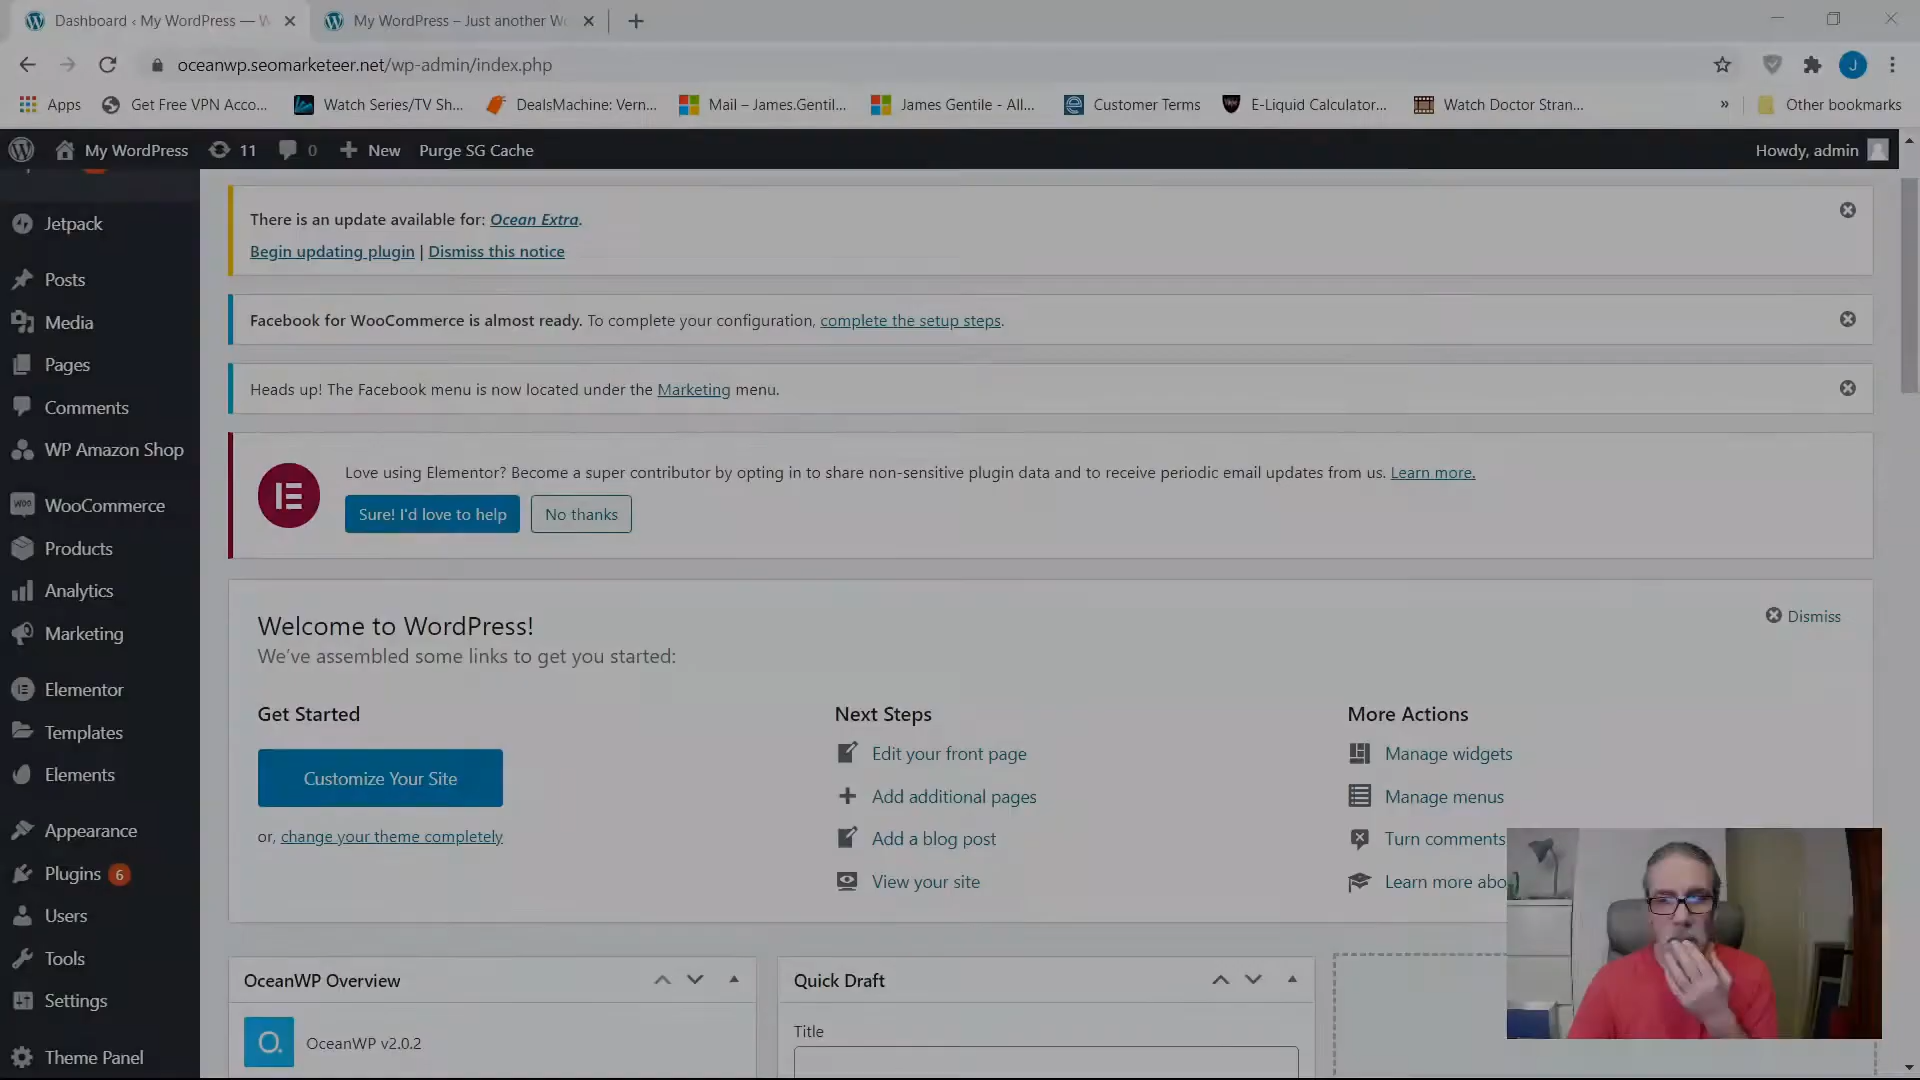 Dashboard ‹ My WordPress — W
My WordPress – Just another Wo
oceanwp.seomarketeer.net/wp-admin/index.php
J
Apps
Get Free VPN Acco...
Watch Series/TV Sh...
DealsMachine: Vern...
Mail – James.Gentil...
James Gentile - All...
Customer Terms
E-Liquid Calculator...
Watch Doctor Stran...
»
Other bookmarks
My WordPress
11
0
New
Purge SG Cache
Howdy, admin
Jetpack
Posts
Media
Pages
Comments
WP Amazon Shop
WooCommerce
Products
Analytics
Marketing
Elementor
Templates
Elements
Appearance
Plugins 6
Users
Tools
Settings
Theme Panel
There is an update available for: Ocean Extra.
Begin updating plugin | Dismiss this notice
Facebook for WooCommerce is almost ready. To complete your configuration, complete the setup steps.
Heads up! The Facebook menu is now located under the Marketing menu.
Love using Elementor? Become a super contributor by opting in to share non-sensitive plugin data and to receive periodic email updates from us. Learn more.
Sure! I'd love to help
No thanks
Welcome to WordPress!
Dismiss
We've assembled some links to get you started:
Get Started
Customize Your Site
or, change your theme completely
Next Steps
Edit your front page
Add additional pages
Add a blog post
View your site
More Actions
Manage widgets
Manage menus
Turn comments
Learn more abo
OceanWP Overview
O.
OceanWP v2.0.2
Quick Draft
Title